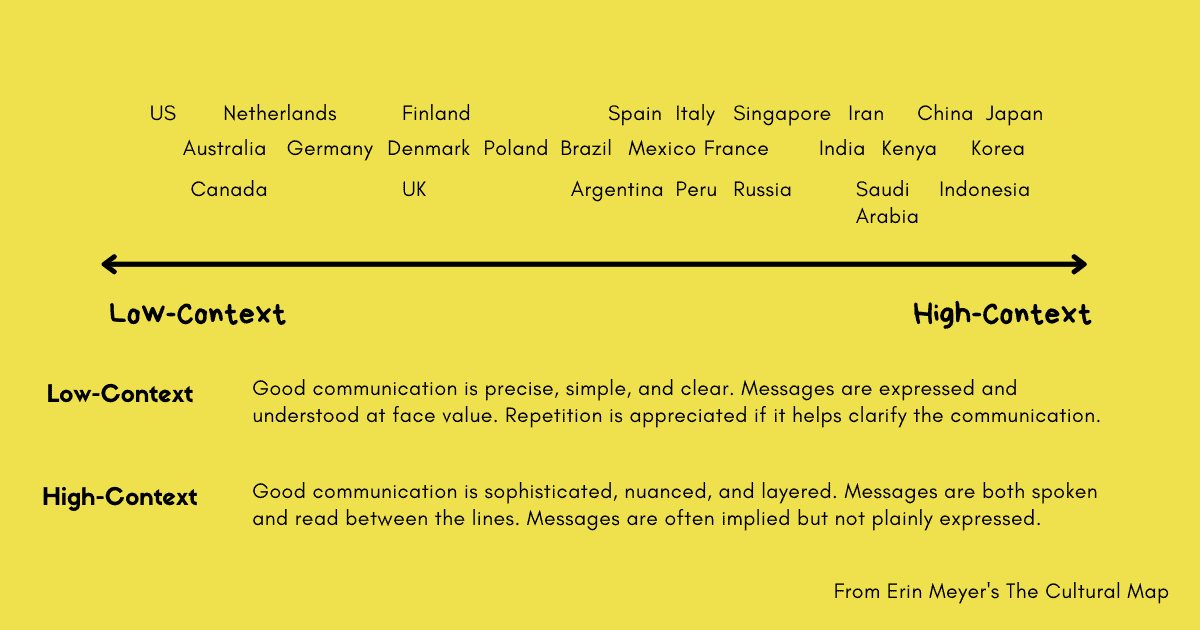 US Netherlands Finland Spain Italy Singapore Iran China Japan
Australia Germany Denmark Poland Brazil Mexico France India Kenya Korea
Canada UK Argentina Peru Russia Saudi Indonesia
Arabia
Low-Context High-Context
Low-Context Good communication is precise, simple, and clear. Messages are expressed and
understood at face value. Repetition is appreciated if it helps clarify the communication.
High-Context Good communication is sophisticated, nuanced, and layered. Messages are both spoken
and read between the lines. Messages are often implied but not plainly expressed.
From Erin Meyer's The Cultural Map